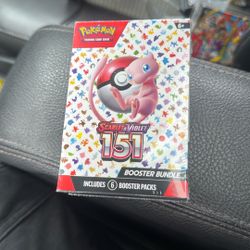 Pokémon
TRADING CARD GAME
SCARLET & VIOLET
151
BOOSTER BUNDLE
INCLUDES 6 BOOSTER PACKS